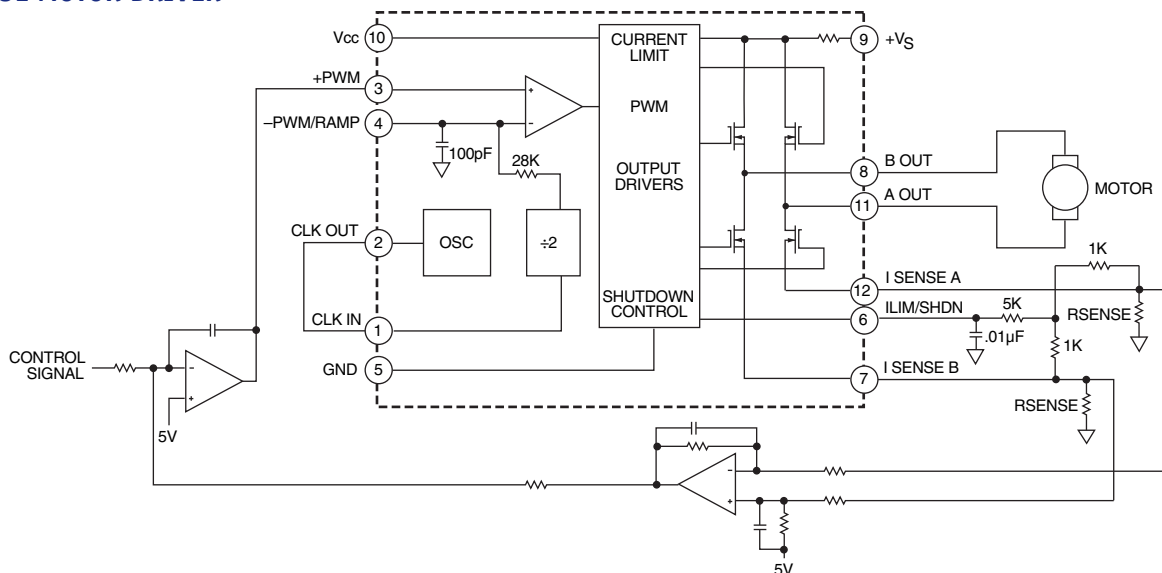 Vcc
10
+PWM
3
–PWM/RAMP
4
100pF
28K
CLK OUT
2
OSC
÷2
CLK IN
1
GND
5
CURRENT
LIMIT
PWM
OUTPUT
DRIVERS
SHUTDOWN
CONTROL
9
+VS
8
B OUT
11
A OUT
MOTOR
12
I SENSE A
1K
6
ILIM/SHDN
5K
.01µF
1K
RSENSE
7
I SENSE B
RSENSE
CONTROL
SIGNAL
–
+
5V
+
–
–
+
5V